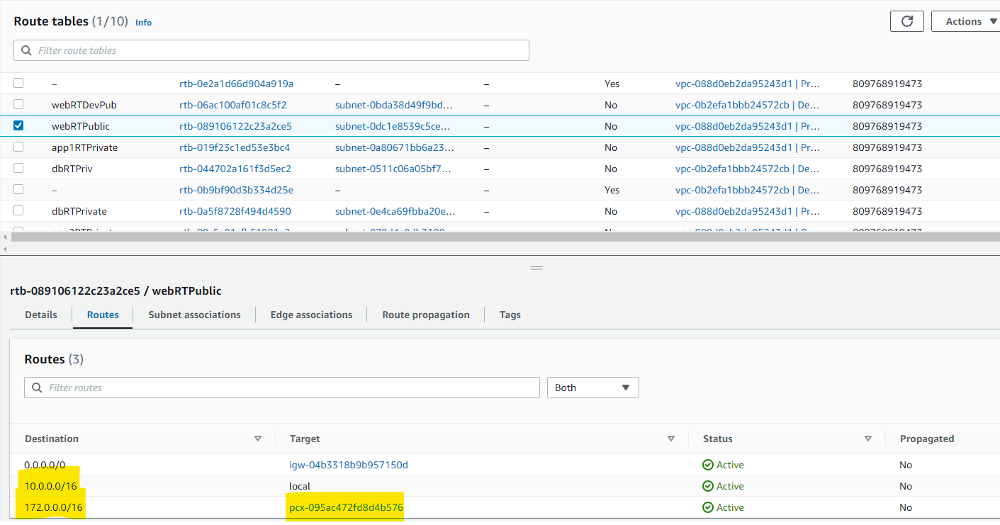 Route tables (1/10) Info
Actions
Filter route tables
– rtb-0e2a1d66d904a919a – – Yes vpc-088d0eb2da95243d1 | Pr... 809768919473
webRTDevPub rtb-06ac100af01c8c5f2 subnet-0bda38d49f9bd... – No vpc-0b2efa1bbb24572cb | De... 809768919473
webRTPublic rtb-089106122c23a2ce5 subnet-0dc1e8539c5ce... – No vpc-088d0eb2da95243d1 | Pr... 809768919473
app1RTPrivate rtb-019f23c1ed53e3bc4 subnet-0a80671bb6a23... – No vpc-088d0eb2da95243d1 | Pr... 809768919473
dbRTPriv rtb-044702a161f3d5ec2 subnet-0511c06a05bf7... – No vpc-0b2efa1bbb24572cb | De... 809768919473
– rtb-0b9bf90d3b334d25e – – Yes vpc-0b2efa1bbb24572cb | De... 809768919473
dbRTPrivate rtb-0a5f8728f494d4590 subnet-0e4ca69fbba20e... – No vpc-088d0eb2da95243d1 | Pr... 809768919473
rtb-089106122c23a2ce5 / webRTPublic
Details Routes Subnet associations Edge associations Route propagation Tags
Routes (3)
Filter routes Both
Destination Target Status Propagated
0.0.0.0/0 igw-04b3318b9b957150d Active No
10.0.0.0/16 local Active No
172.0.0.0/16 pcx-095ac472fd8d4b576 Active No